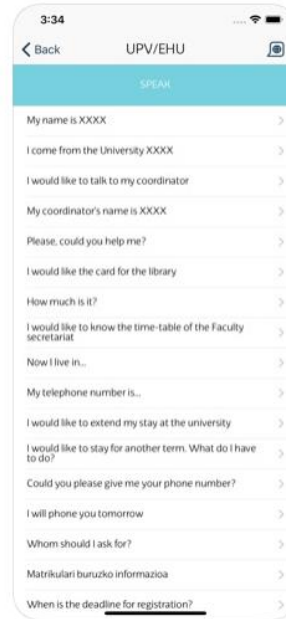 3:34
Back
UPV/EHU
SPEAK
My name is XXXX
I come from the University XXXX
I would like to talk to my coordinator
My coordinator's name is XXXX
Please, could you help me?
I would like the card for the library
How much is it?
I would like to know the time-table of the Faculty
secretariat
Now I live in...
My telephone number is...
I would like to extend my stay at the university
I would like to stay for another term. What do I have
to do?
Could you please give me your phone number?
I will phone you tomorrow
Whom should I ask for?
Matrikulari buruzko informazioa
When is the deadline for registration?